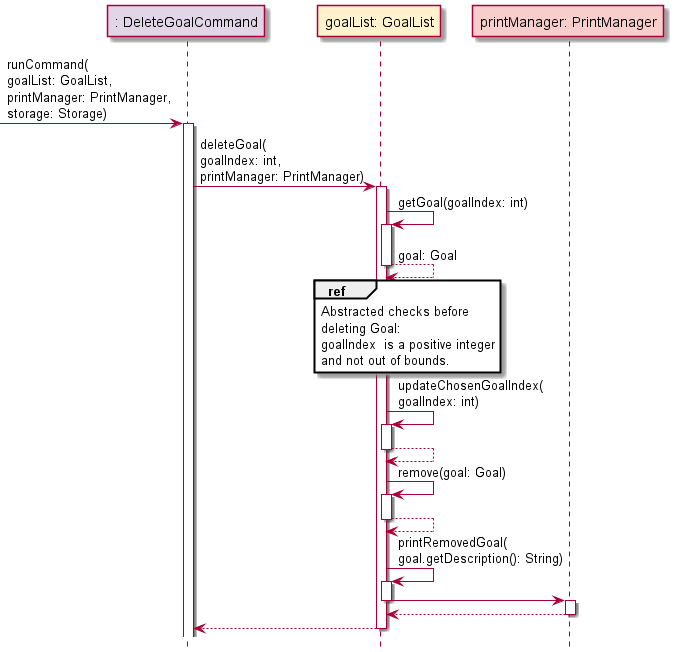 : DeleteGoalCommand
goalList: GoalList
printManager: PrintManager
runCommand(
goalList: GoalList,
printManager: PrintManager,
storage: Storage)
deleteGoal(
goalIndex: int,
printManager: PrintManager)
getGoal(goalIndex: int)
goal: Goal
ref
Abstracted checks before
deleting Goal:
goalIndex  is a positive integer
and not out of bounds.
updateChosenGoalIndex(
goalIndex: int)
remove(goal: Goal)
printRemovedGoal(
goal.getDescription(): String)